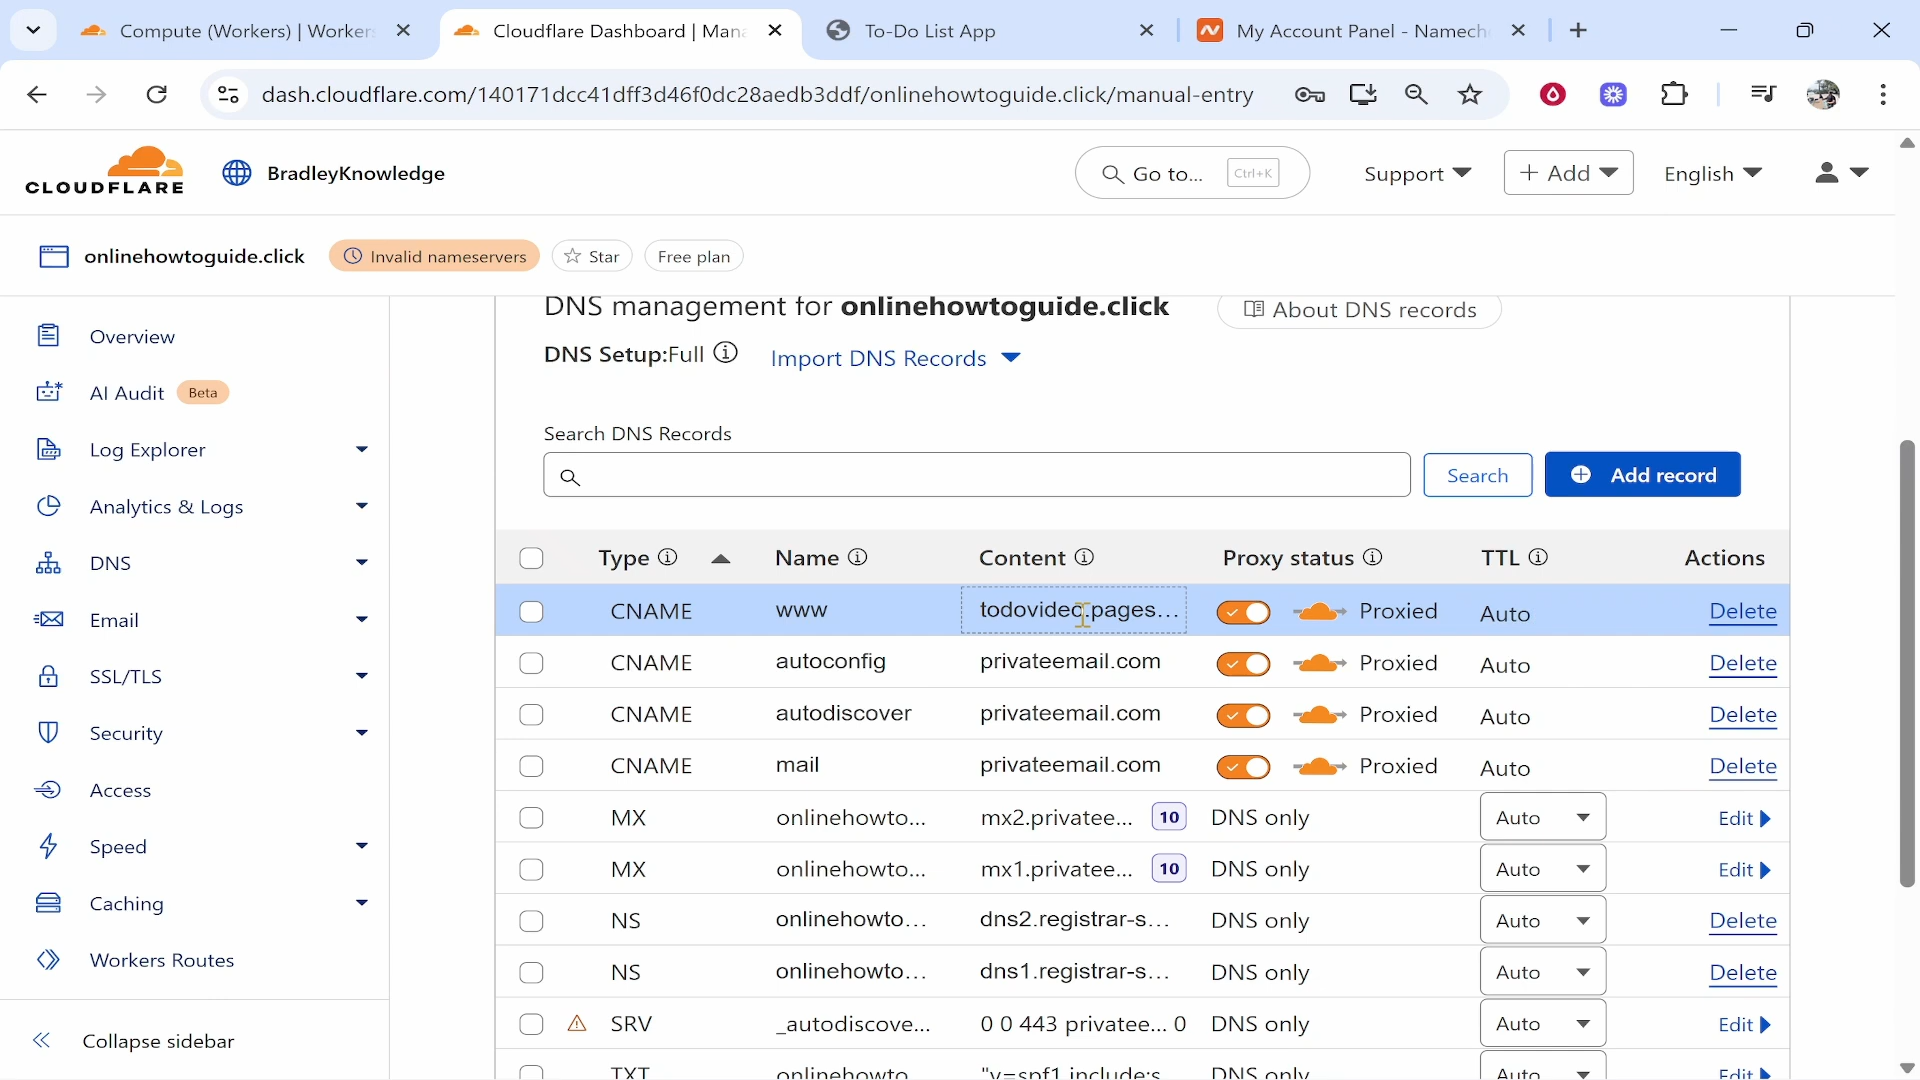 Compute (Workers) | Worker
Cloudflare Dashboard | Mana
To-Do List App
My Account Panel - Namech
dash.cloudflare.com/140171dcc41dff3d46f0dc28aedb3ddf/onlinehowtoguide.click/manual-entry
CLOUDFLARE
BradleyKnowledge
Go to... Ctrl+K
Support
+ Add
English
onlinehowtoguide.click
Invalid nameservers
Star
Free plan
Overview
AI Audit Beta
Log Explorer
Analytics & Logs
DNS
Email
SSL/TLS
Security
Access
Speed
Caching
Workers Routes
Collapse sidebar
DNS management for onlinehowtoguide.click
About DNS records
DNS Setup:Full
Import DNS Records
Search DNS Records
Search
Add record
Type Name Content Proxy status TTL Actions
CNAME www todovideo.pages... Proxied Auto Delete
CNAME autoconfig privateemail.com Proxied Auto Delete
CNAME autodiscover privateemail.com Proxied Auto Delete
CNAME mail privateemail.com Proxied Auto Delete
MX onlinehowto... mx2.privatee... 10 DNS only Auto Edit
MX onlinehowto... mx1.privatee... 10 DNS only Auto Edit
NS onlinehowto... dns2.registrar-s... DNS only Auto Delete
NS onlinehowto... dns1.registrar-s... DNS only Auto Delete
SRV _autodiscove... 0 0 443 privatee... 0 DNS only Auto Edit
TXT onlinehowto "v=spf1 include:s DNS only Auto Edit